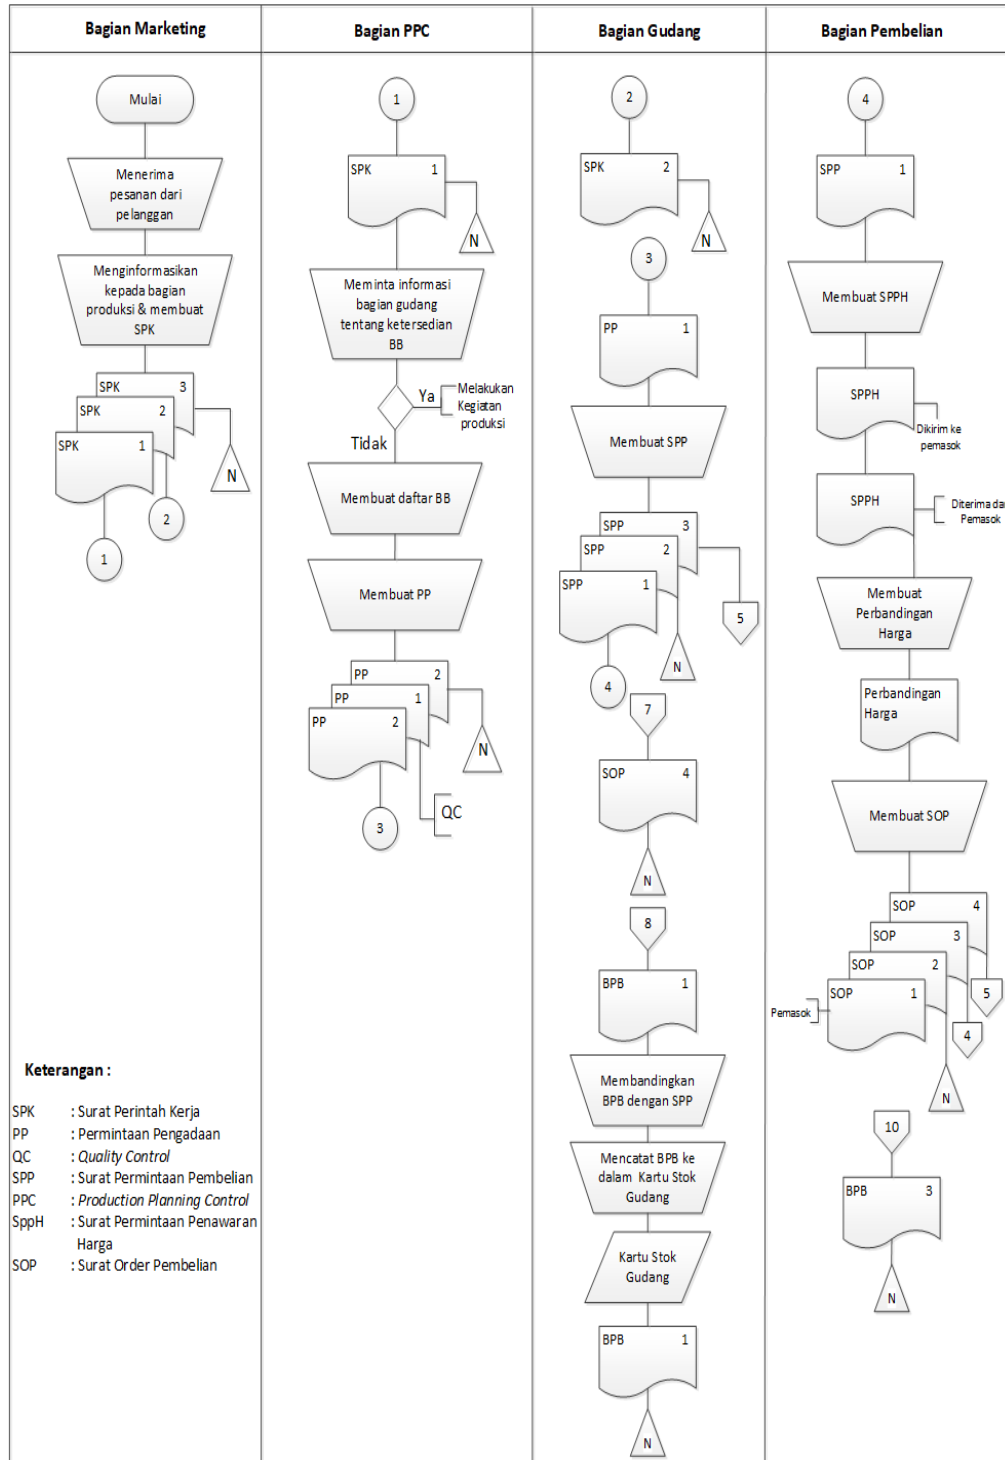 Bagian Marketing
Mulai
Menerima
pesanan dari
pelanggan
Menginformasikan
kepada bagian
produksi & membuat
SPK
SPK 3
SPK 2
SPK 1
N
2
1
Keterangan :
SPK : Surat Perintah Kerja
PP : Permintaan Pengadaan
QC : Quality Control
SPP : Surat Permintaan Pembelian
PPC : Production Planning Control
SppH : Surat Permintaan Penawaran
Harga
SOP : Surat Order Pembelian
Bagian PPC
1
SPK 1
N
Meminta informasi
bagian gudang
tentang ketersedian
BB
Ya
Melakukan
Kegiatan
produksi
Tidak
Membuat daftar BB
Membuat PP
PP 2
PP 1
PP 2
N
QC
3
Bagian Gudang
2
SPK 2
N
3
PP 1
Membuat SPP
SPP 3
SPP 2
SPP 1
5
N
4
7
SOP 4
N
8
BPB 1
Membandingkan
BPB dengan SPP
Mencatat BPB ke
dalam Kartu Stok
Gudang
Kartu Stok
Gudang
BPB 1
N
Bagian Pembelian
4
SPP 1
Membuat SPPH
SPPH
Dikirim ke
pemasok
SPPH
Diterima da
Pemasok
Membuat
Perbandingan
Harga
Perbandingan
Harga
Membuat SOP
SOP 4
SOP 3
SOP 2
SOP 1
Pemasok
5
4
N
10
BPB 3
N